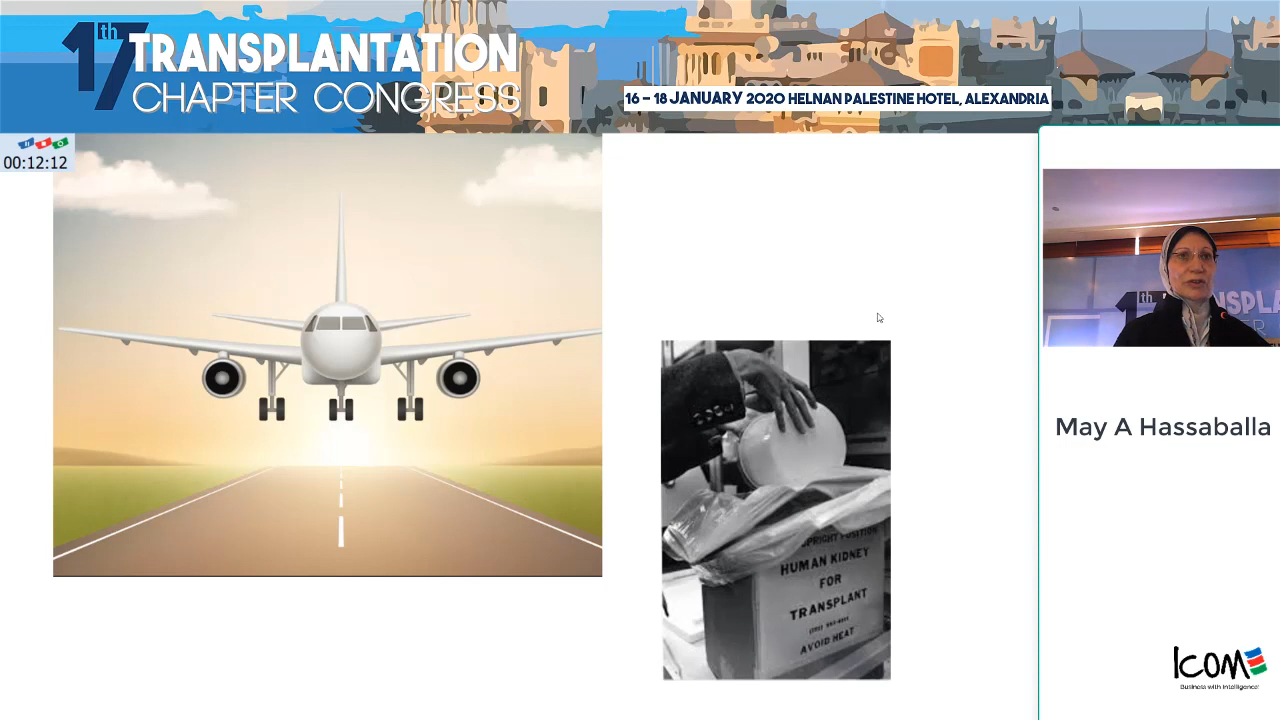 17th TRANSPLANTATION
CHAPTER CONGRESS
16 – 18 JANUARY 2020 HELNAN PALESTINE HOTEL, ALEXANDRIA
00:12:12
UPRIGHT POSITION
HUMAN KIDNEY
FOR
TRANSPLANT
AVOID HEAT
th
May A Hassaballa
ICOM
Business with Intelligence